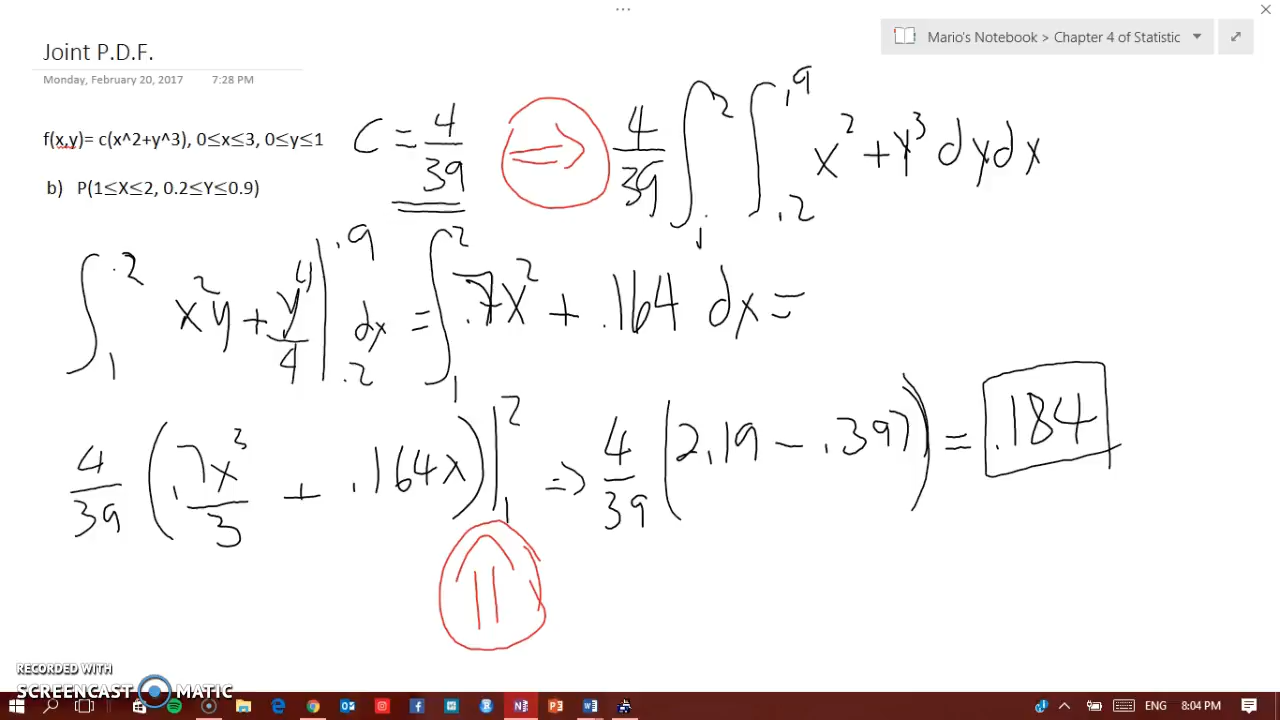 Mario's Notebook > Chapter 4 of Statistic
Joint P.D.F.
Monday, February 20, 2017 7:28 PM
f(x,y)= c(x^2+y^3), 0≤x≤3, 0≤y≤1
b) P(1≤X≤2, 0.2≤Y≤0.9)
C = 4/39 ⇒ 4/39 ∫₁² ∫.₂^.9 x² + y³ dy dx
∫₁^.2 x²y + y⁴/4 |.₂^.9 dx = ∫₁² .7x² + .164 dx =
4/39 (.7x³/3 + .164x) |₁² ⇒ 4/39 (2.19 − .397) = .184
⇑
RECORDED WITH
SCREENCAST MATIC
ENG 8:04 PM